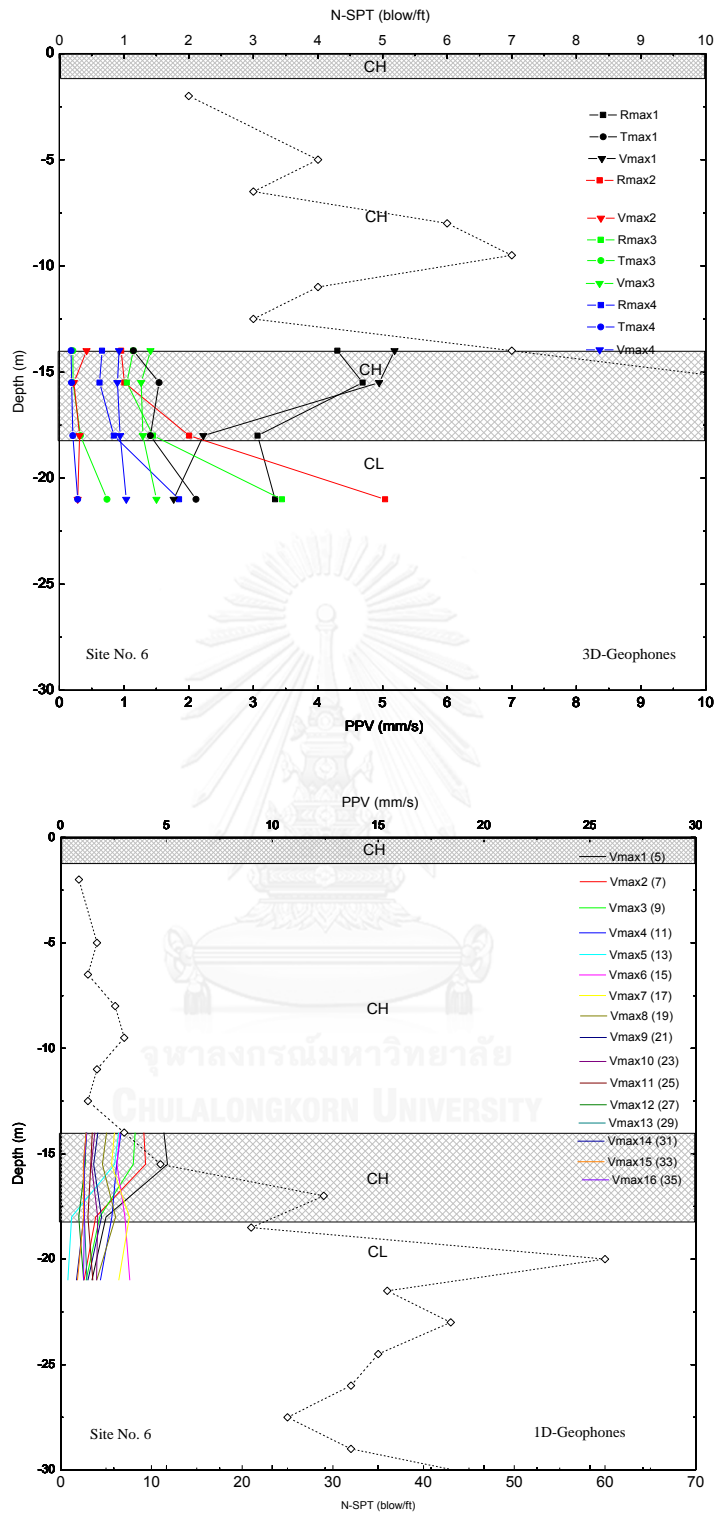 N-SPT (blow/ft)
0 1 2 3 4 5 6 7 8 9 10
0
CH
Rmax1
Tmax1
Vmax1
Rmax2
-5
Vmax2
CH
Rmax3
Tmax3
-10
Vmax3
Rmax4
Tmax4
Vmax4
Depth (m)
-15
CH
CL
-20
-25
Site No. 6
3D-Geophones
-30
0 1 2 3 4 5 6 7 8 9 10
PPV (mm/s)
PPV (mm/s)
0 5 10 15 20 25 30
0
CH
Vmax1 (5)
Vmax2 (7)
Vmax3 (9)
Vmax4 (11)
-5
Vmax5 (13)
Vmax6 (15)
Vmax7 (17)
CH
Vmax8 (19)
Vmax9 (21)
-10
จุฬาลงกรณ์มหาวิทยาลัย
Vmax10 (23)
Vmax11 (25)
CHULALONGKORN UNIVERSITY
Vmax12 (27)
Vmax13 (29)
Vmax14 (31)
Depth (m)
-15
Vmax15 (33)
CH
Vmax16 (35)
CL
-20
-25
Site No. 6
1D-Geophones
-30
0 10 20 30 40 50 60 70
N-SPT (blow/ft)